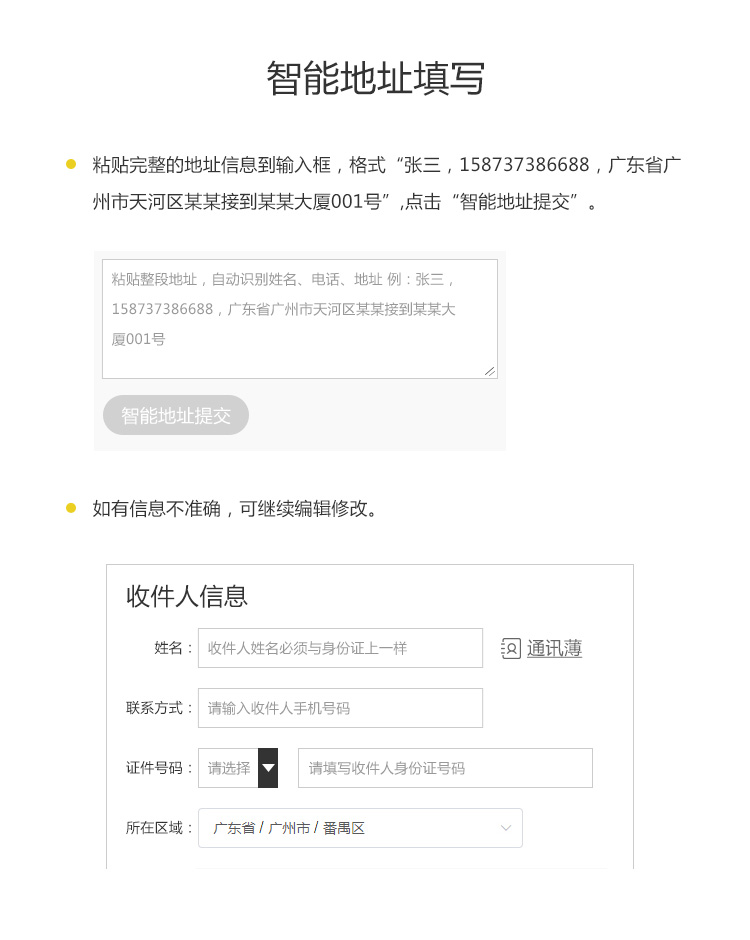 智能地址填写
粘贴完整的地址信息到输入框，格式“张三，158737386688，广东省广
州市天河区某某接到某某大厦001号”,点击“智能地址提交”。
粘贴整段地址，自动识别姓名、电话、地址 例：张三，
158737386688，广东省广州市天河区某某接到某某大
厦001号
智能地址提交
如有信息不准确，可继续编辑修改。
收件人信息
姓名： 收件人姓名必须与身份证上一样 通讯薄
联系方式： 请输入收件人手机号码
证件号码： 请选择 请填写收件人身份证号码
所在区域： 广东省 / 广州市 / 番禺区